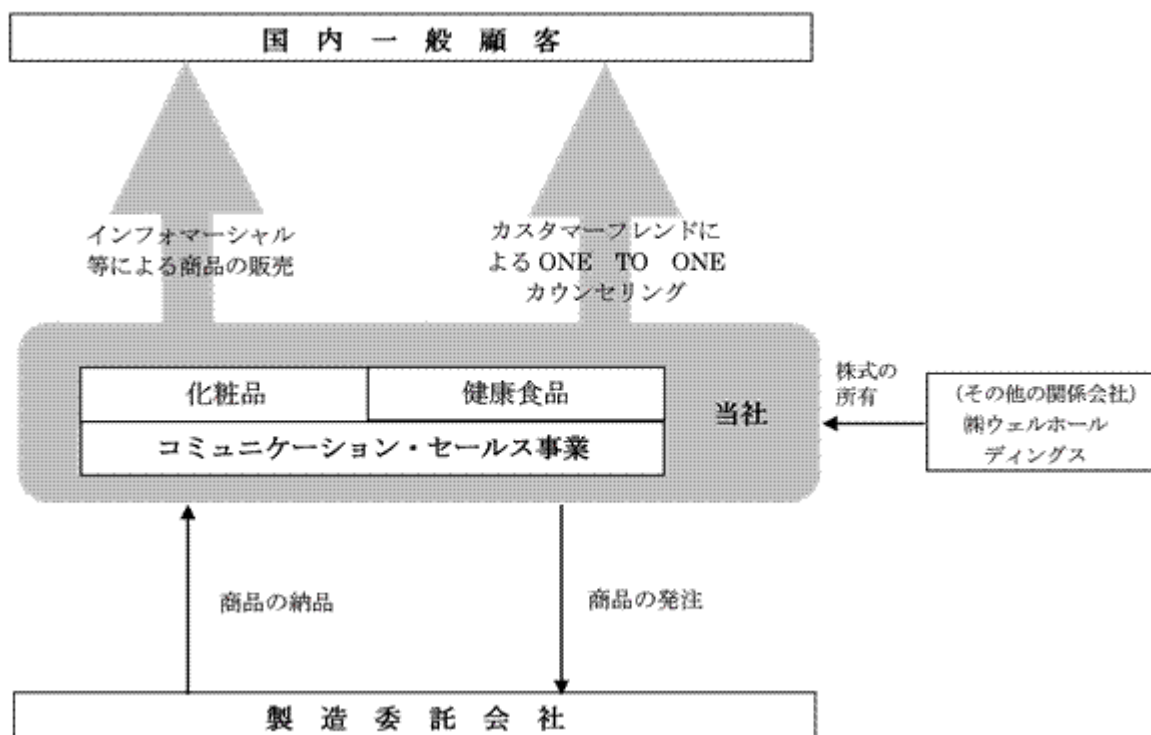 国内一般顧客
インフォマーシャル
等による商品の販売
カスタマーフレンドに
よる ONE TO ONE
カウンセリング
化粧品
健康食品
コミュニケーション・セールス事業
当社
株式の
所有
(その他の関係会社)
㈱ウェルホール
ディングス
商品の納品
商品の発注
製造委託会社